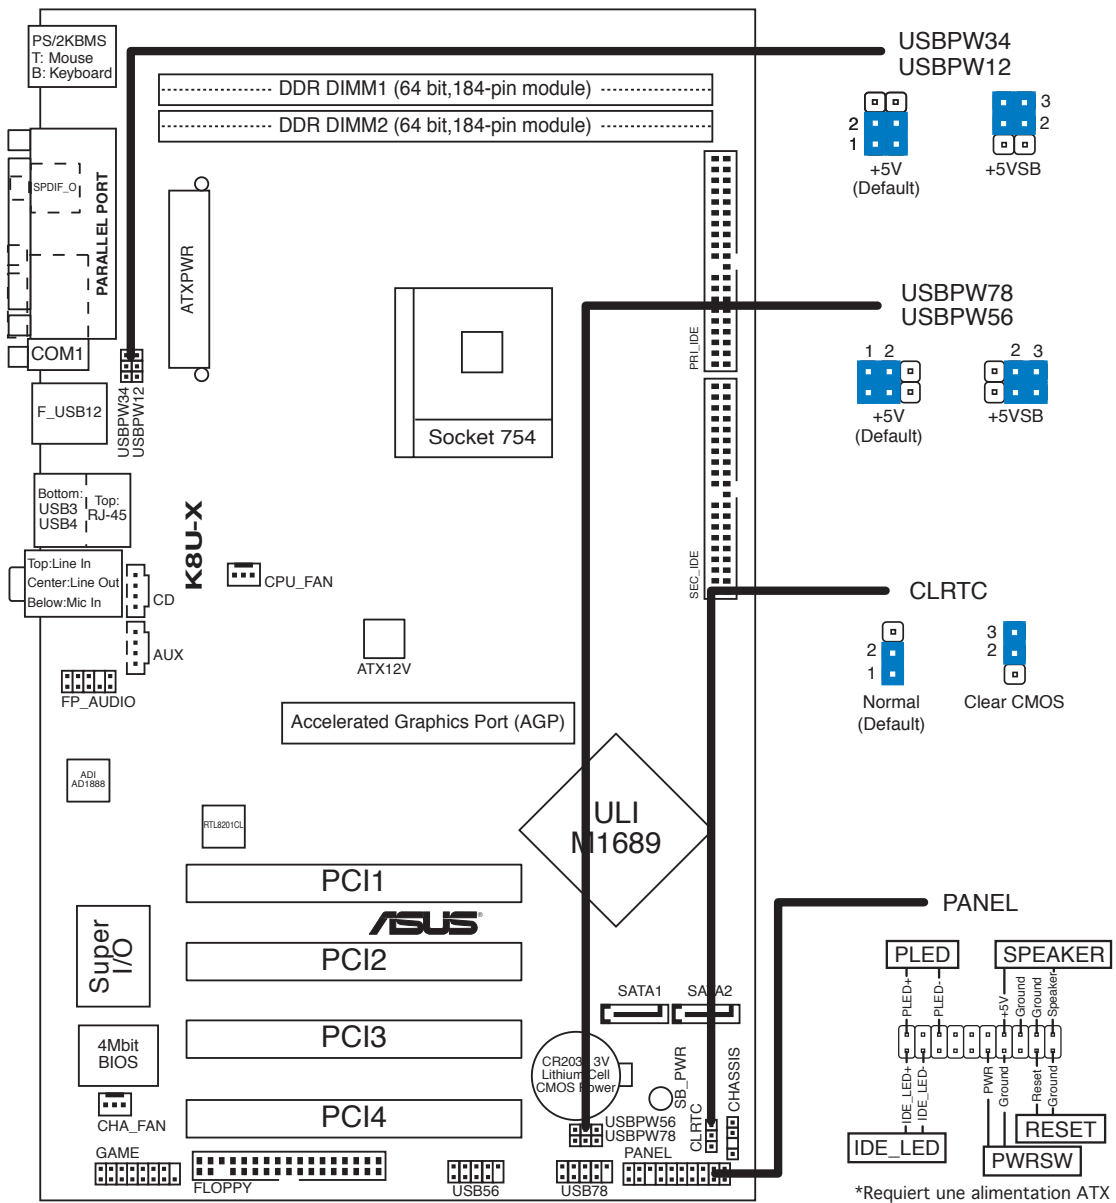 PS/2KBMS
T: Mouse
B: Keyboard
USBPW34
USBPW12
DDR DIMM1 (64 bit,184-pin module)
DDR DIMM2 (64 bit,184-pin module)
2
1
+5V
(Default)
3
2
+5VSB
SPDIF_O
PARALLEL PORT
ATXPWR
PRI_IDE
USBPW78
USBPW56
1 2
+5V
(Default)
2 3
+5VSB
COM1
F_USB12
USBPW34
USBPW12
Socket 754
Bottom:
USB3
USB4
Top:
RJ-45
K8U-X
SEC_IDE
Top:Line In
Center:Line Out
Below:Mic In
CD
CPU_FAN
CLRTC
2
1
Normal
(Default)
3
2
Clear CMOS
AUX
ATX12V
FP_AUDIO
Accelerated Graphics Port (AGP)
ADI
AD1888
RTL8201CL
ULI
M1689
PCI1
ASUS
PANEL
Super
I/O
PCI2
PLED
SPEAKER
PLED+
PLED-
+5V
Ground
Ground
Speaker
SATA1
SATA2
4Mbit
BIOS
PCI3
CR2032 3V
Lithium Cell
CMOS Power
SB_PWR
CHASSIS
IDE_LED+
IDE_LED-
PWR
Ground
Reset
Ground
CHA_FAN
PCI4
USBPW56
USBPW78
CLRTC
RESET
IDE_LED
PWRSW
GAME
FLOPPY
USB56
USB78
PANEL
*Requiert une alimentation ATX